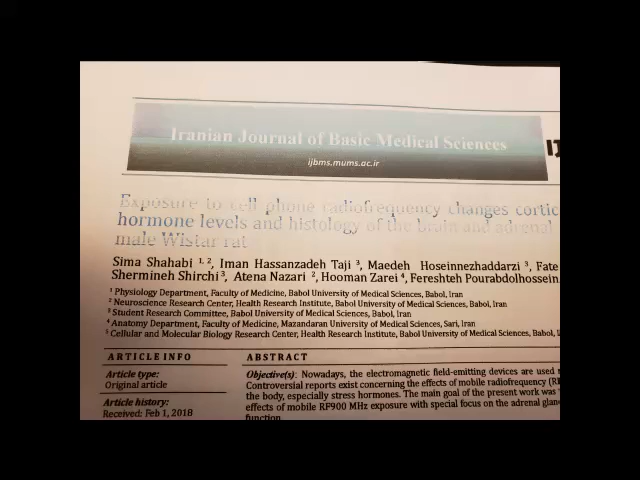 Iranian Journal of Basic Medical Sciences
ijbms.mums.ac.ir
Exposure to cell phone radiofrequency changes cortic
hormone levels and histology of the brain and adrenal
male Wistar rat
Sima Shahabi 1, 2, Iman Hassanzadeh Taji 3, Maedeh Hoseinnezhaddarzi 3, Fate
Shermineh Shirchi 3, Atena Nazari 2, Hooman Zarei 4, Fereshteh Pourabdolhossein
1 Physiology Department, Faculty of Medicine, Babol University of Medical Sciences, Babol, Iran
2 Neuroscience Research Center, Health Research Institute, Babol University of Medical Sciences, Babol, Iran
3 Student Research Committee, Babol University of Medical Sciences, Babol, Iran
4 Anatomy Department, Faculty of Medicine, Mazandaran University of Medical Sciences, Sari, Iran
5 Cellular and Molecular Biology Research Center, Health Research Institute, Babol University of Medical Sciences, Babol,
ARTICLE INFO
Article type:
Original article
Article history:
Received: Feb 1, 2018
ABSTRACT
Objective(s): Nowadays, the electromagnetic field-emitting devices are used
Controversial reports exist concerning the effects of mobile radiofrequency (RF
the body, especially stress hormones. The main goal of the present work was
effects of mobile RF900 MHz exposure with special focus on the adrenal glan
function.